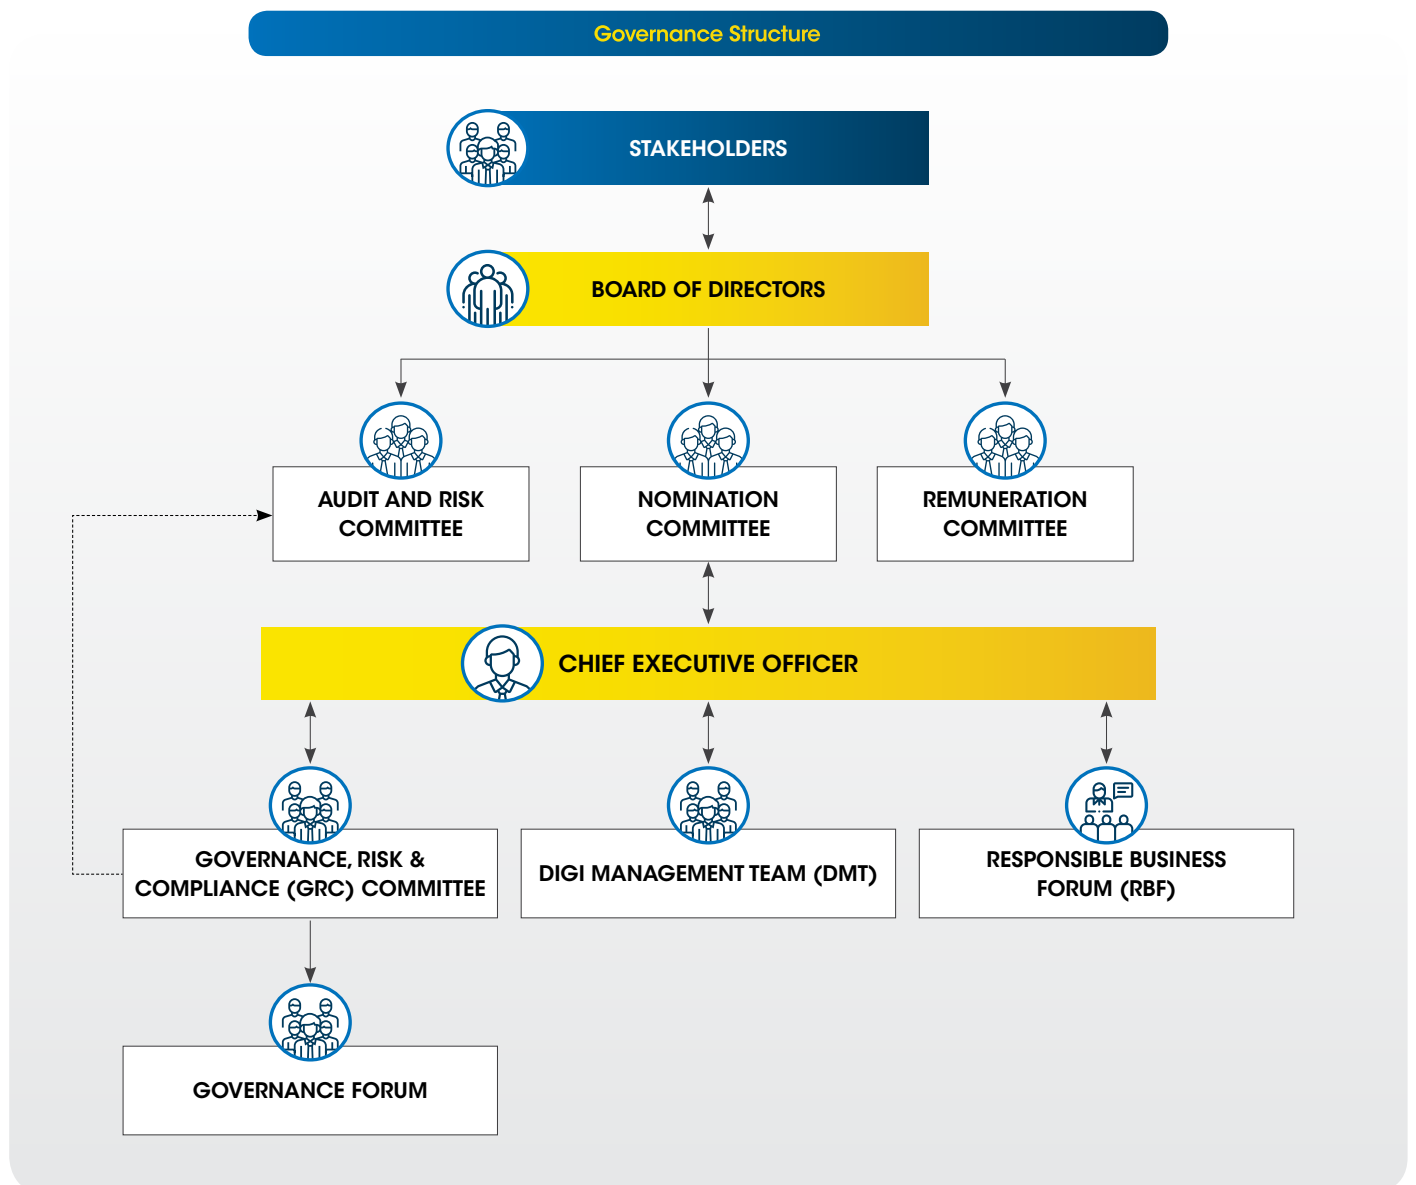 Governance Structure
STAKEHOLDERS
BOARD OF DIRECTORS
AUDIT AND RISK
COMMITTEE
NOMINATION
COMMITTEE
REMUNERATION
COMMITTEE
CHIEF EXECUTIVE OFFICER
GOVERNANCE, RISK &
COMPLIANCE (GRC) COMMITTEE
DIGI MANAGEMENT TEAM (DMT)
RESPONSIBLE BUSINESS
FORUM (RBF)
GOVERNANCE FORUM